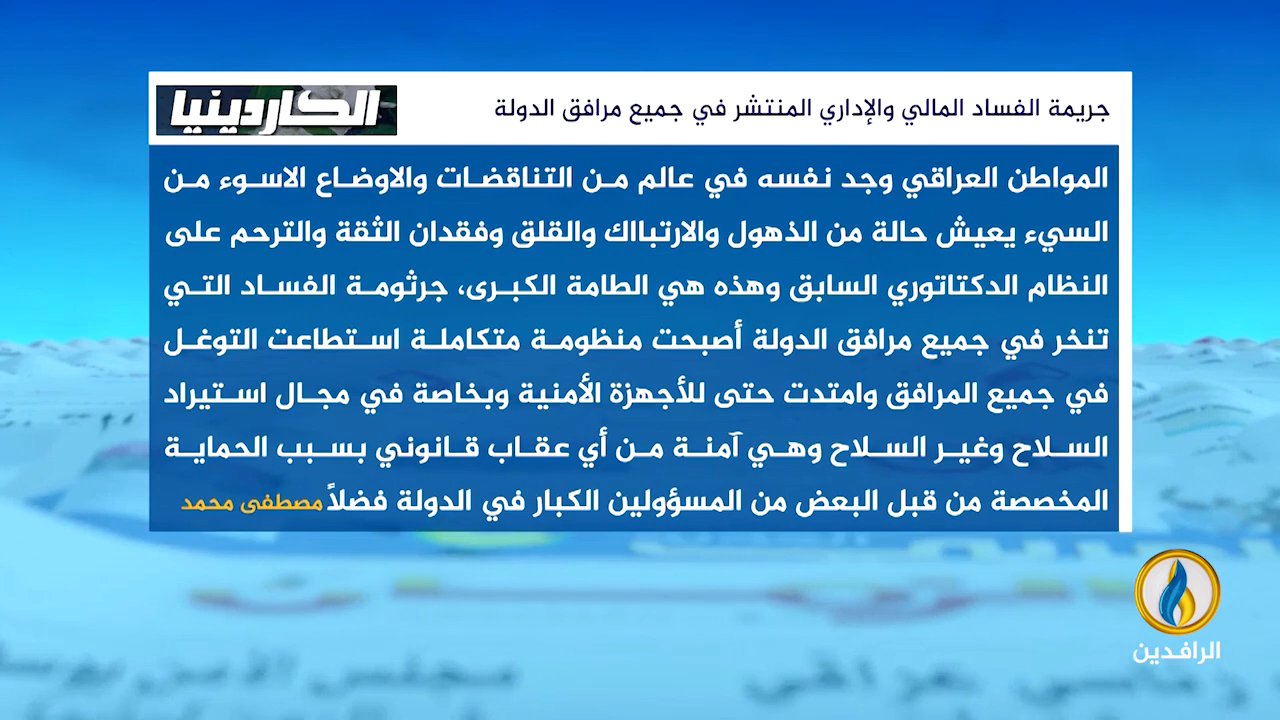 جريمة الفساد المالي والإداري المنتشر في جميع مرافق الدولة
الكاردينيا
المواطن العراقي وجد نفسه في عالم من التناقضات والاوضاع الاسوء من
السيء يعيش حالة من الذهول والارتبااك والقلق وفقدان الثقة والترحم على
النظام الدكتاتوري السابق وهذه هي الطامة الكبرى، جرثومة الفساد التي
تنخر في جميع مرافق الدولة أصبحت منظومة متكاملة استطاعت التوغل
في جميع المرافق وامتدت حتى للأجهزة الأمنية وبخاصة في مجال استيراد
السلاح وغير السلاح وهي آمنة من أي عقاب قانوني بسبب الحماية
المخصصة من قبل البعض من المسؤولين الكبار في الدولة فضلاً مصطفى محمد
الرافدين
مجلس الأمن
عراقي